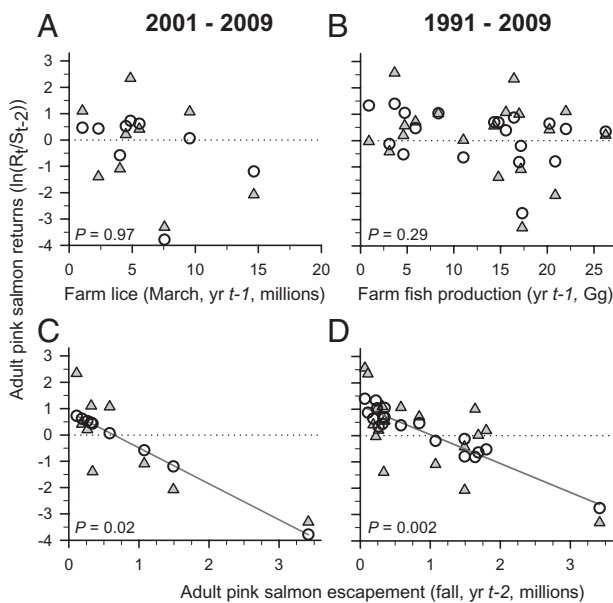 A 2001 - 2009 B 1991 - 2009
Adult pink salmon returns (ln(Rt/St-2))
3
2
1
0
-1
-2
-3
-4
P = 0.97
0 5 10 15 20
Farm lice (March, yr t-1, millions)
P = 0.29
0 5 10 15 20 25
Farm fish production (yr t-1, Gg)
C D
4
3
2
1
0
-1
-2
-3
-4
P = 0.02
0 1 2 3
P = 0.002
0 1 2 3
Adult pink salmon escapement (fall, yr t-2, millions)